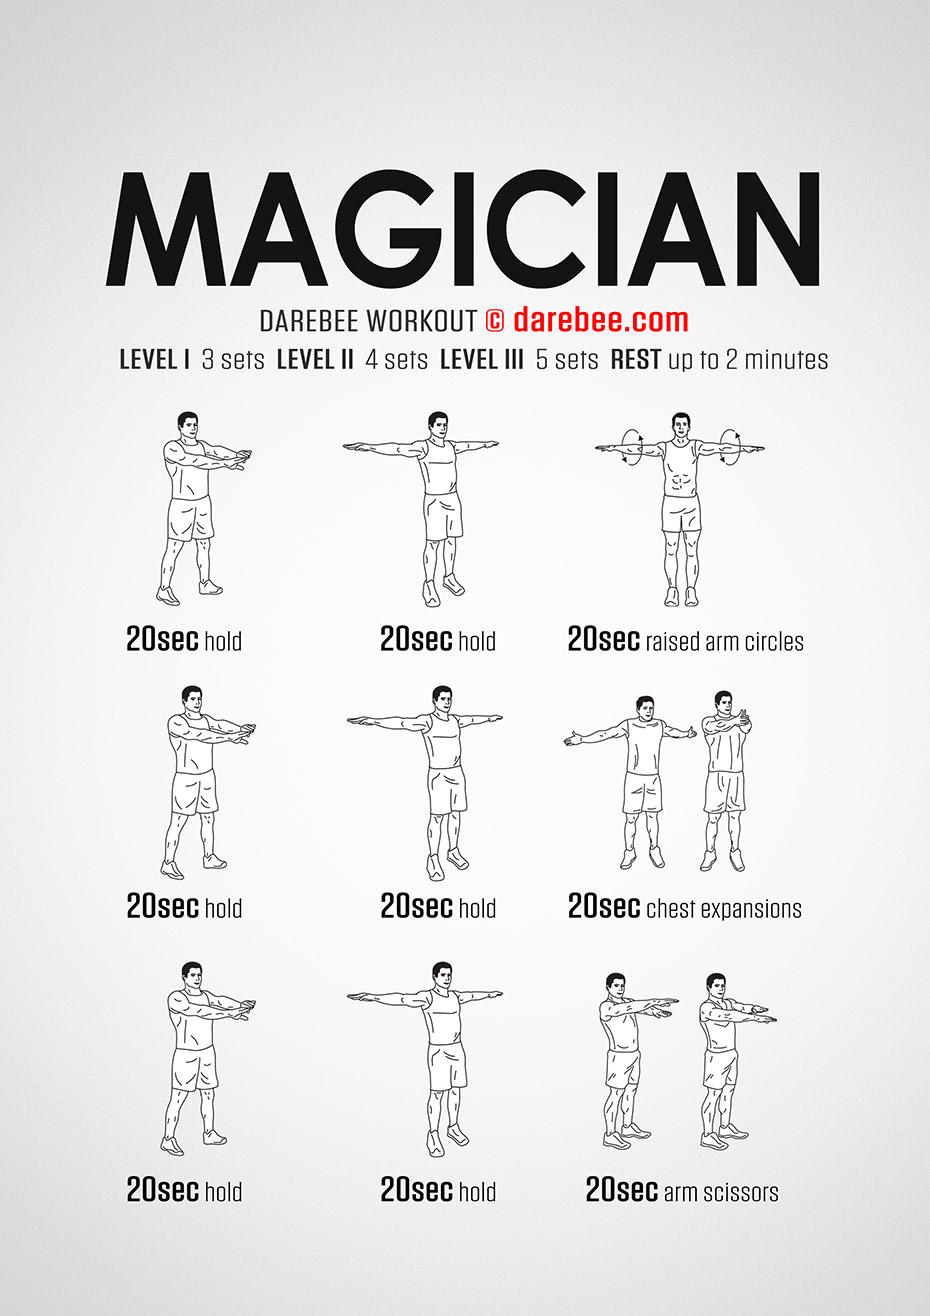 MAGICIAN
DAREBEE WORKOUT © darebee.com
LEVEL I 3 sets LEVEL II 4 sets LEVEL III 5 sets REST up to 2 minutes
20sec hold
20sec hold
20sec raised arm circles
20sec hold
20sec hold
20sec chest expansions
20sec hold
20sec hold
20sec arm scissors